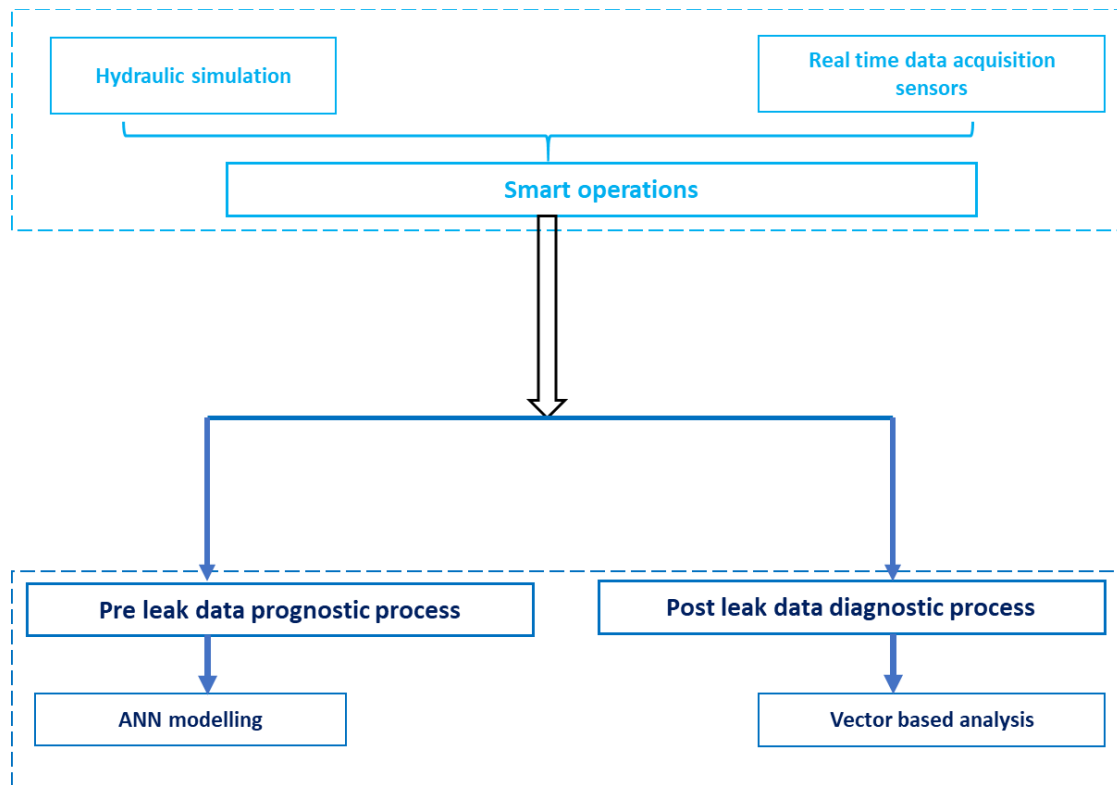 Hydraulic simulation
Real time data acquisition
sensors
Smart operations
Pre leak data prognostic process
Post leak data diagnostic process
ANN modelling
Vector based analysis